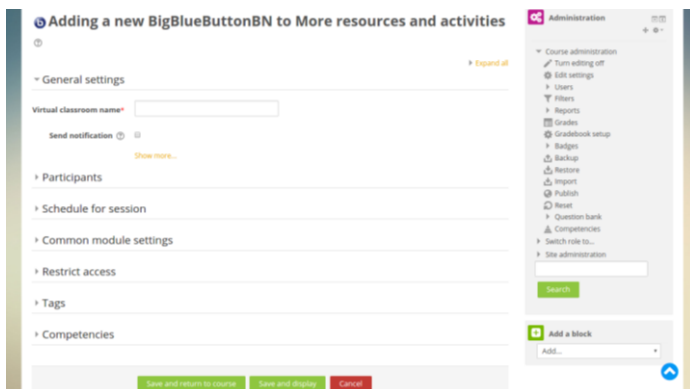 Adding a new BigBlueButtonBN to More resources and activities
Expand all
General settings
Virtual classroom name*
Send notification
Show more...
Participants
Schedule for session
Common module settings
Restrict access
Tags
Competencies
Save and return to course
Save and display
Cancel
Administration
Course administration
Turn editing off
Edit settings
Users
Filters
Reports
Grades
Gradebook setup
Badges
Backup
Restore
Import
Publish
Reset
Question bank
Competencies
Switch role to...
Site administration
Search
Add a block
Add...